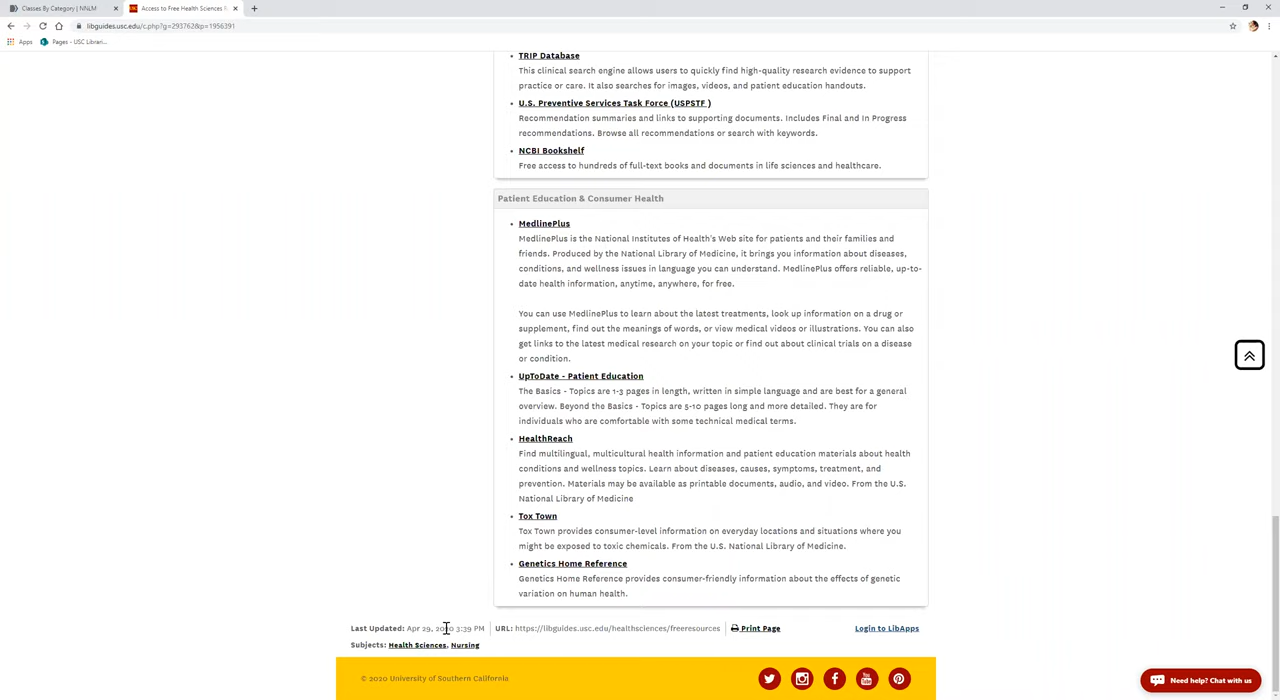 Classes By Category | NNLM
Access to Free Health Sciences R
libguides.usc.edu/c.php?g=293762&p=1956391
Apps
Pages - USC Librari...
TRIP Database
This clinical search engine allows users to quickly find high-quality research evidence to support
practice or care. It also searches for images, videos, and patient education handouts.
U.S. Preventive Services Task Force (USPSTF )
Recommendation summaries and links to supporting documents. Includes Final and In Progress
recommendations. Browse all recommendations or search with keywords.
NCBI Bookshelf
Free access to hundreds of full-text books and documents in life sciences and healthcare.
Patient Education & Consumer Health
MedlinePlus
MedlinePlus is the National Institutes of Health's Web site for patients and their families and
friends. Produced by the National Library of Medicine, it brings you information about diseases,
conditions, and wellness issues in language you can understand. MedlinePlus offers reliable, up-to-
date health information, anytime, anywhere, for free.
You can use MedlinePlus to learn about the latest treatments, look up information on a drug or
supplement, find out the meanings of words, or view medical videos or illustrations. You can also
get links to the latest medical research on your topic or find out about clinical trials on a disease
or condition.
UpToDate - Patient Education
The Basics - Topics are 1-3 pages in length, written in simple language and are best for a general
overview. Beyond the Basics - Topics are 5-10 pages long and more detailed. They are for
individuals who are comfortable with some technical medical terms.
HealthReach
Find multilingual, multicultural health information and patient education materials about health
conditions and wellness topics. Learn about diseases, causes, symptoms, treatment, and
prevention. Materials may be available as printable documents, audio, and video. From the U.S.
National Library of Medicine
Tox Town
Tox Town provides consumer-level information on everyday locations and situations where you
might be exposed to toxic chemicals. From the U.S. National Library of Medicine.
Genetics Home Reference
Genetics Home Reference provides consumer-friendly information about the effects of genetic
variation on human health.
Last Updated: Apr 29, 2020 3:39 PM URL: https://libguides.usc.edu/healthsciences/freeresources Print Page Login to LibApps
Subjects: Health Sciences, Nursing
© 2020 University of Southern California
Need help? Chat with us